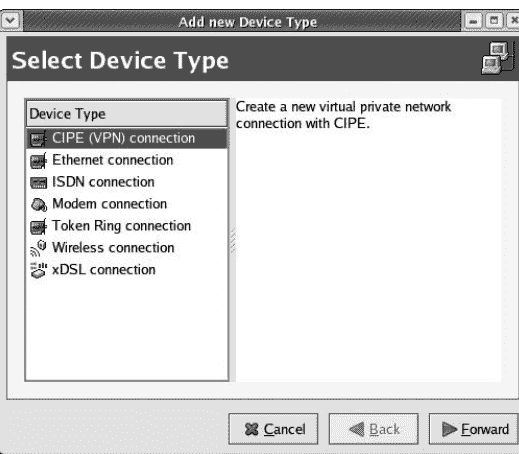 Add new Device Type
Select Device Type
Device Type
CIPE (VPN) connection
Ethernet connection
ISDN connection
Modem connection
Token Ring connection
Wireless connection
xDSL connection
Create a new virtual private network
connection with CIPE.
Cancel
Back
Forward